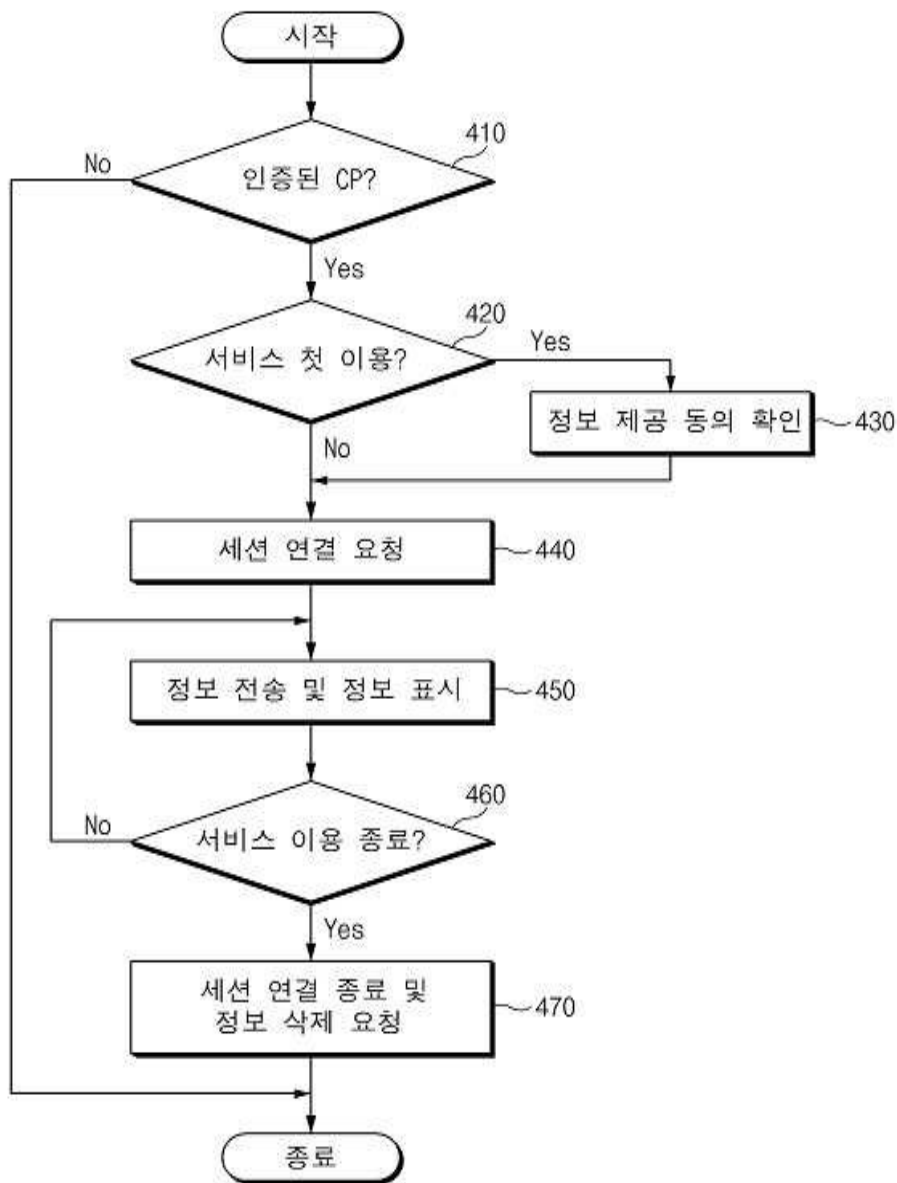 시작
410
No
인증된 CP?
Yes
420
서비스 첫 이용?
Yes
정보 제공 동의 확인
430
No
세션 연결 요청
440
정보 전송 및 정보 표시
450
460
No
서비스 이용 종료?
Yes
세션 연결 종료 및
정보 삭제 요청
470
종료